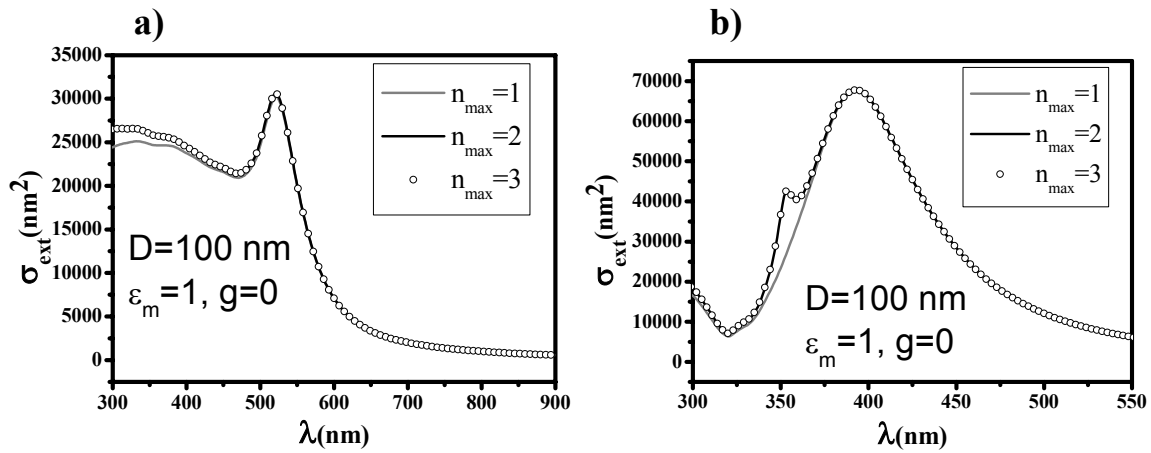 a)
35000
30000
25000
20000
15000
10000
5000
0
σext(nm²)
nmax=1
nmax=2
nmax=3
D=100 nm
εm=1, g=0
300 400 500 600 700 800 900
λ(nm)
b)
70000
60000
50000
40000
30000
20000
10000
0
σext(nm²)
nmax=1
nmax=2
nmax=3
D=100 nm
εm=1, g=0
300 350 400 450 500 550
λ(nm)